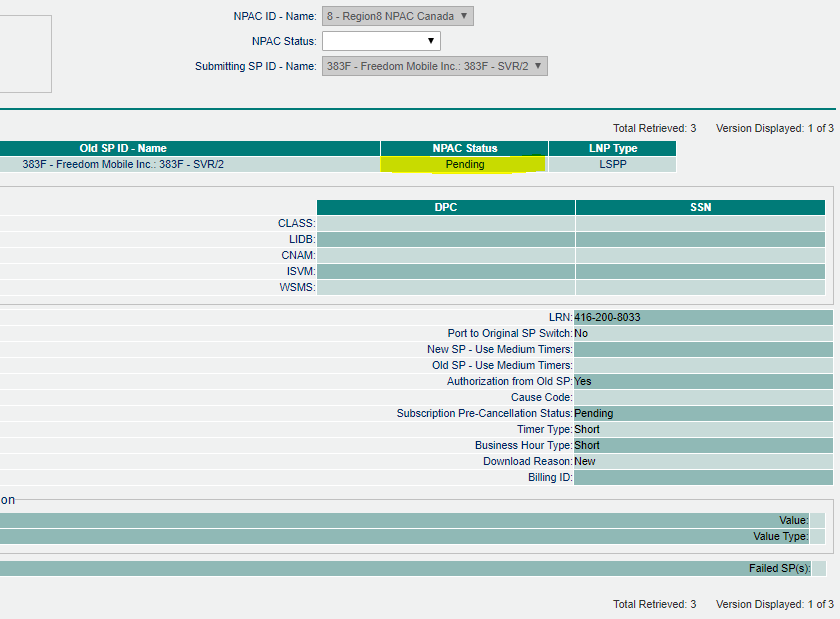 NPAC ID - Name: 8 - Region8 NPAC Canada
NPAC Status:
Submitting SP ID - Name: 383F - Freedom Mobile Inc.: 383F - SVR/2
Total Retrieved: 3 Version Displayed: 1 of 3
Old SP ID - Name NPAC Status LNP Type
383F - Freedom Mobile Inc.: 383F - SVR/2 Pending LSPP
DPC SSN
CLASS:
LIDB:
CNAM:
ISVM:
WSMS:
LRN: 416-200-8033
Port to Original SP Switch: No
New SP - Use Medium Timers:
Old SP - Use Medium Timers:
Authorization from Old SP: Yes
Cause Code:
Subscription Pre-Cancellation Status: Pending
Timer Type: Short
Business Hour Type: Short
Download Reason: New
Billing ID:
on
Value:
Value Type:
Failed SP(s):
Total Retrieved: 3 Version Displayed: 1 of 3